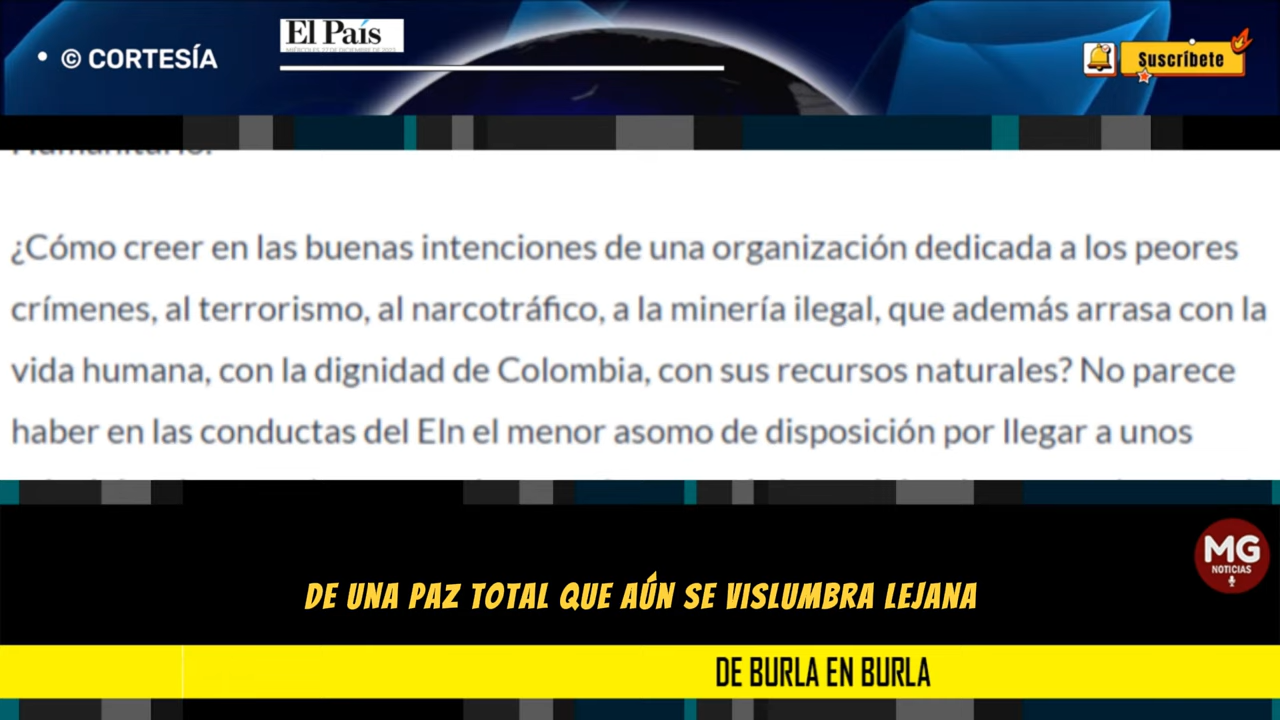 • © CORTESÍA
El País
Suscríbete
¿Cómo creer en las buenas intenciones de una organización dedicada a los peores
crímenes, al terrorismo, al narcotráfico, a la minería ilegal, que además arrasa con la
vida humana, con la dignidad de Colombia, con sus recursos naturales? No parece
haber en las conductas del Eln el menor asomo de disposición por llegar a unos
MG
NOTICIAS
DE UNA PAZ TOTAL QUE AÚN SE VISLUMBRA LEJANA
DE BURLA EN BURLA